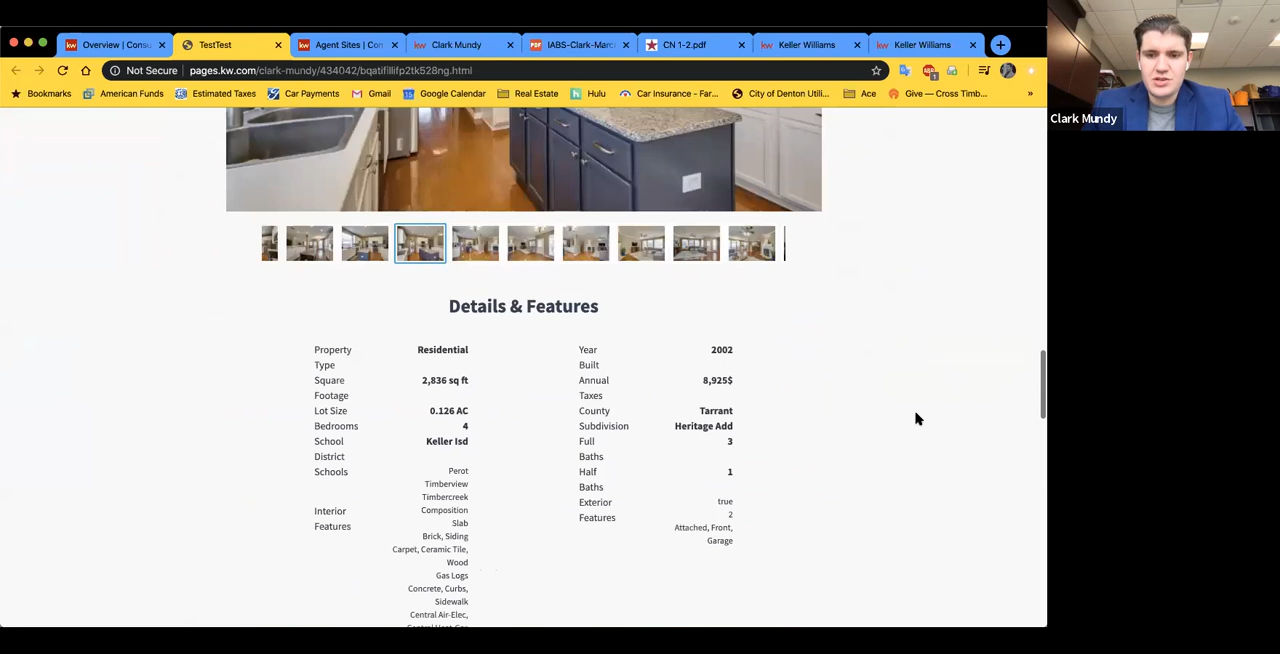 Overview | Consu
TestTest
Agent Sites | Con
Clark Mundy
IABS-Clark-Marc
CN 1-2.pdf
Keller Williams
Keller Williams
Not Secure | pages.kw.com/clark-mundy/434042/bqatifillifp2tk528ng.html
Bookmarks
American Funds
Estimated Taxes
Car Payments
Gmail
Google Calendar
Real Estate
Hulu
Car Insurance - Far...
City of Denton Utili...
Ace
Give — Cross Timb...
Clark Mundy
Details & Features
Property Type Residential
Square Footage 2,836 sq ft
Lot Size 0.126 AC
Bedrooms 4
School District Keller Isd
Schools Perot
Timberview
Timbercreek
Interior Features Composition
Slab
Brick, Siding
Carpet, Ceramic Tile,
Wood
Gas Logs
Concrete, Curbs,
Sidewalk
Central Air-Elec,
Year Built 2002
Annual Taxes 8,925$
County Tarrant
Subdivision Heritage Add
Full Baths 3
Half Baths 1
Exterior Features true
2
Attached, Front,
Garage